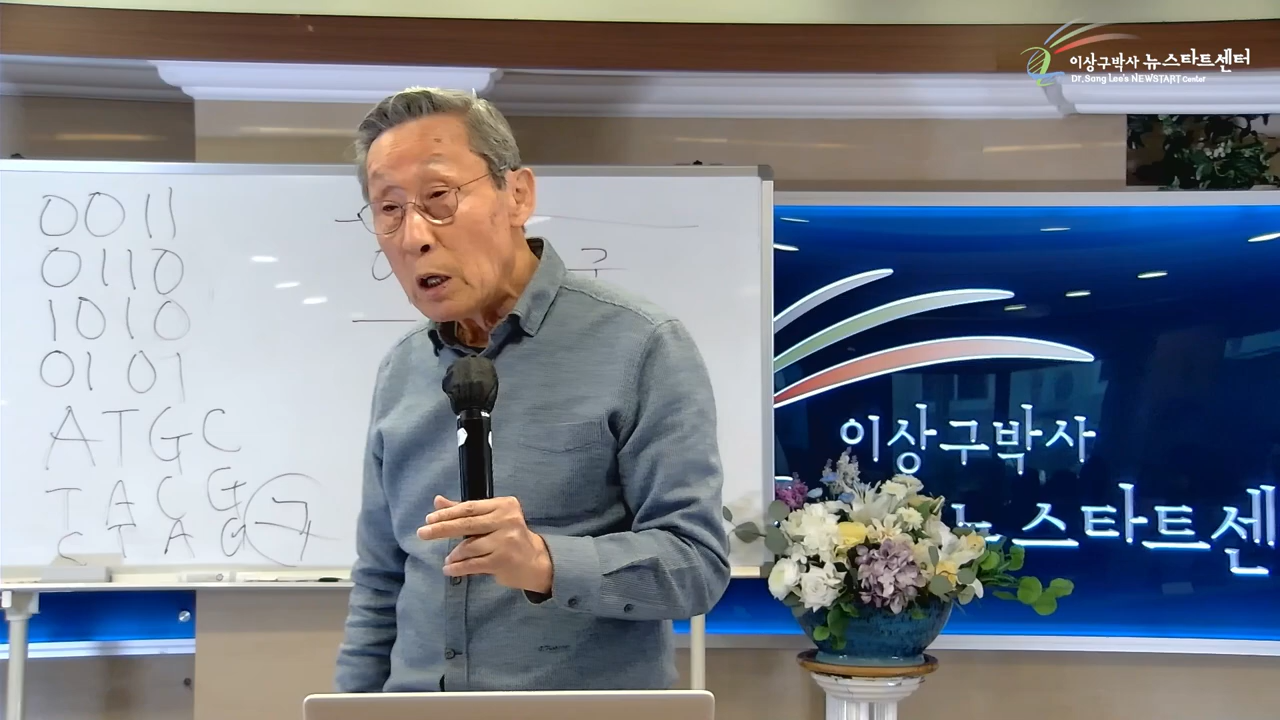 이상구박사 뉴스타트센터
Dr. Sang Lee's NEWSTART Center
0011
0110
1010
0101
ATGC
TACG
CTAG
이상구박사
뉴스타트센